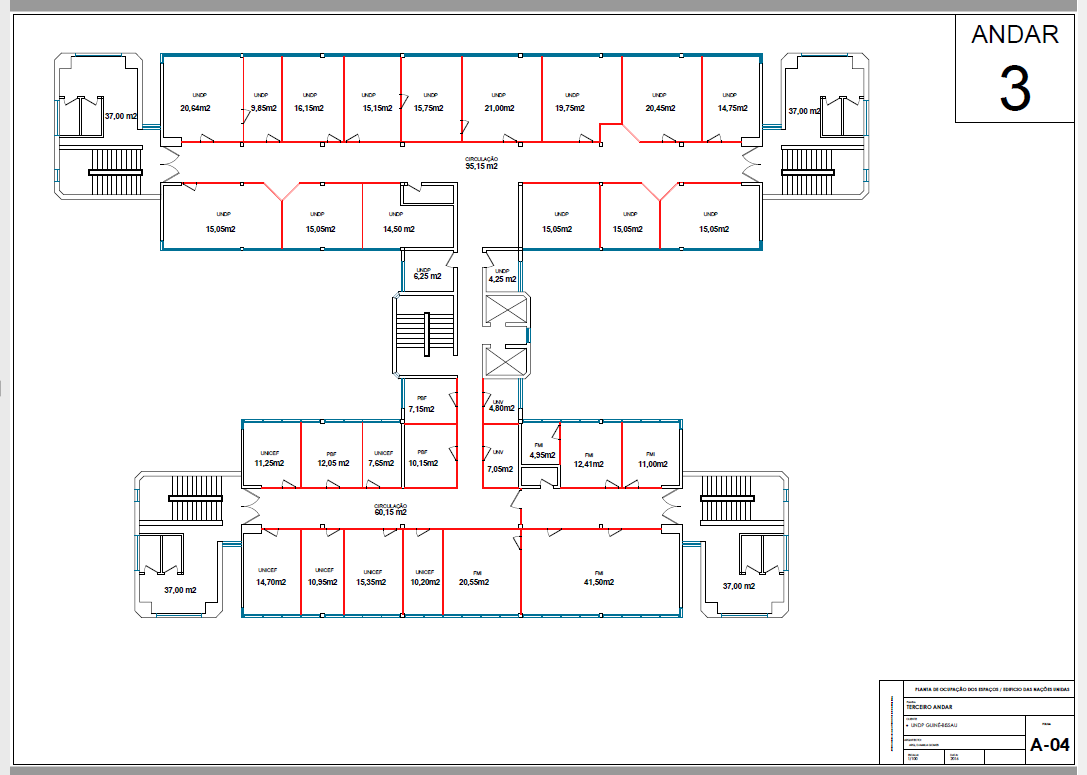 ANDAR
3
UNDP
20,64m2
UNDP
9,85m2
UNDP
16,15m2
UNDP
15,15m2
UNDP
15,75m2
UNDP
21,00m2
UNDP
19,75m2
UNDP
20,45m2
UNDP
14,75m2
37,00 m2
37,00 m2
CIRCULAÇÃO
95,15 m2
UNDP
15,05m2
UNDP
15,05m2
UNDP
14,50 m2
UNDP
15,05m2
UNDP
15,05m2
UNDP
15,05m2
UNDP
6,25 m2
UNDP
4,25 m2
PBF
7,15m2
UNV
4,80m2
UNICEF
11,25m2
PBF
12,05 m2
UNICEF
7,65m2
PBF
10,15m2
UNV
7,05m2
FMI
4,95m2
FMI
12,41m2
FMI
11,00m2
CIRCULAÇÃO
60,15 m2
UNICEF
14,70m2
UNICEF
10,95m2
UNICEF
15,35m2
UNICEF
10,20m2
FMI
20,55m2
FMI
41,50m2
37,00 m2
37,00 m2
PLANTA DE OCUPAÇÃO DOS ESPAÇOS / EDIFICIO DAS NAÇÕES UNIDAS
TERCEIRO ANDAR
UNDP GUINÉ-BISSAU
A-04
1/100
2016